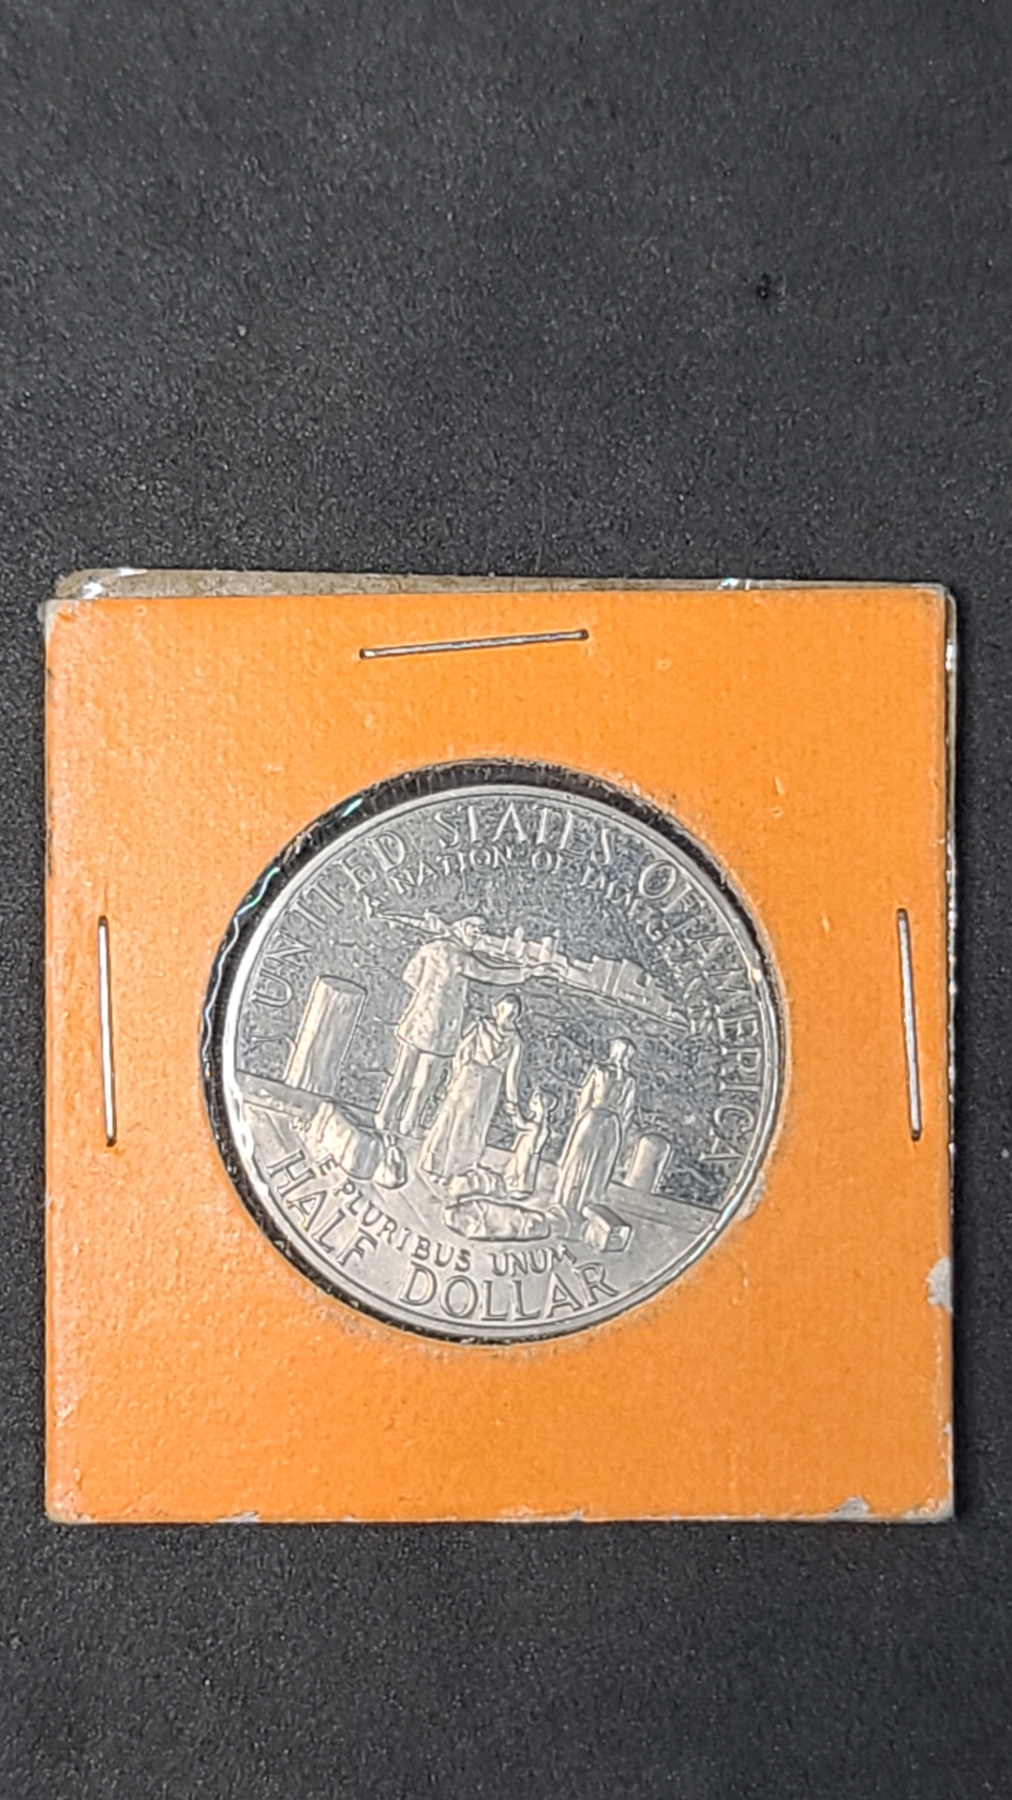 UNITED STATES OF AMERICA
A NATION OF IMMIGRANTS
E PLURIBUS UNUM
HALF DOLLAR